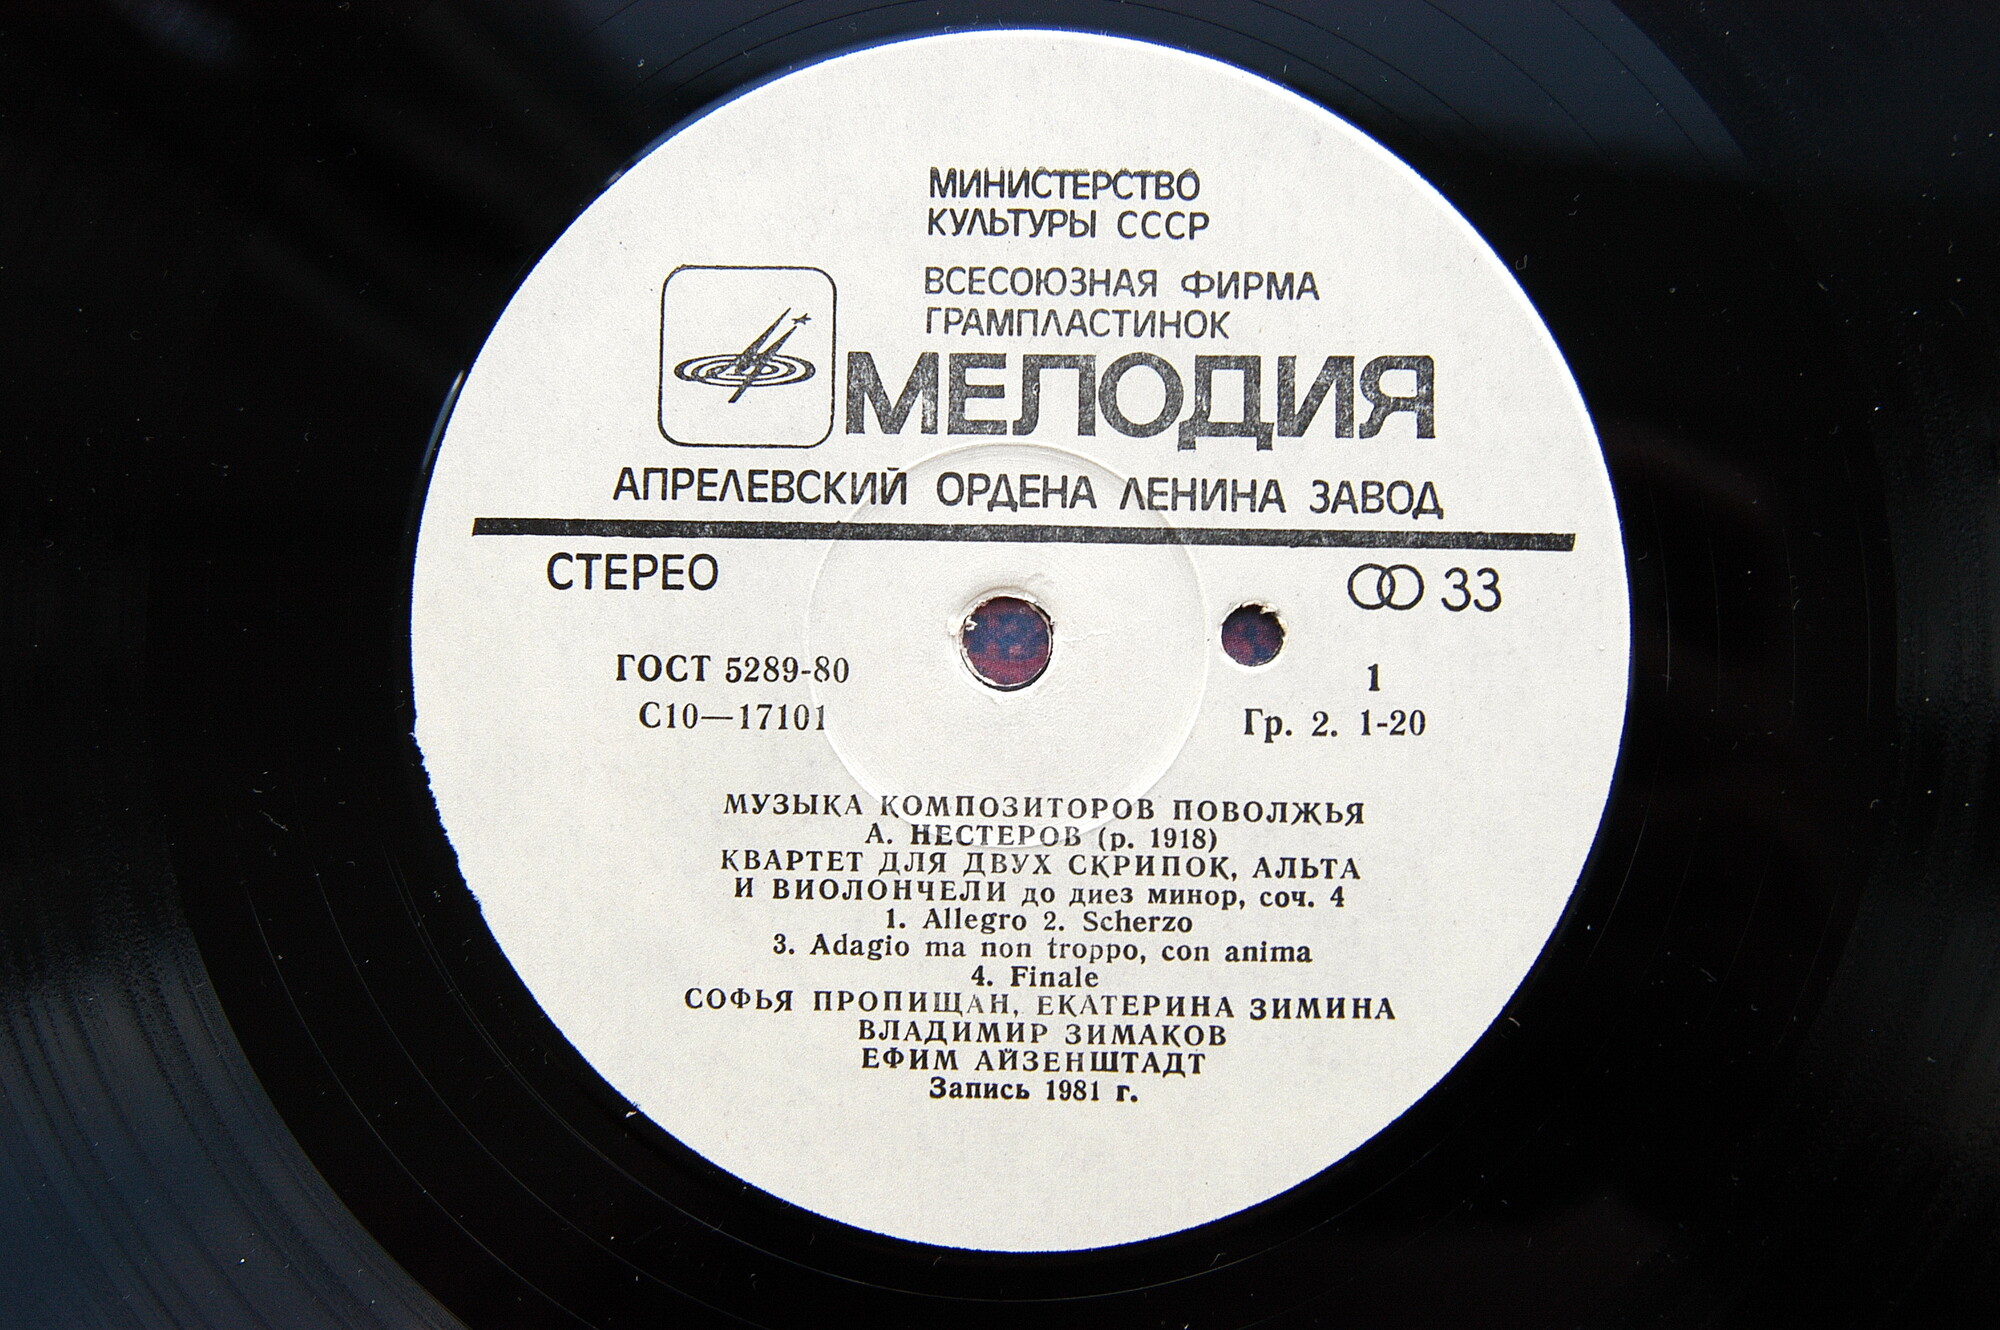 МИНИСТЕРСТВО
КУЛЬТУРЫ СССР
ВСЕСОЮЗНАЯ ФИРМА
ГРАМПЛАСТИНОК
МЕЛОДИЯ
АПРЕЛЕВСКИЙ ОРДЕНА ЛЕНИНА ЗАВОД
СТЕРЕО
33
ГОСТ 5289-80
1
С10—17101
Гр. 2. 1-20
МУЗЫКА КОМПОЗИТОРОВ ПОВОЛЖЬЯ
А. НЕСТЕРОВ (р. 1918)
КВАРТЕТ ДЛЯ ДВУХ СКРИПОК, АЛЬТА
И ВИОЛОНЧЕЛИ до диез минор, соч. 4
1. Allegro 2. Scherzo
3. Adagio ma non troppo, con anima
4. Finale
СОФЬЯ ПРОПИЩАН, ЕКАТЕРИНА ЗИМИНА
ВЛАДИМИР ЗИМАКОВ
ЕФИМ АЙЗЕНШТАДТ
Запись 1981 г.